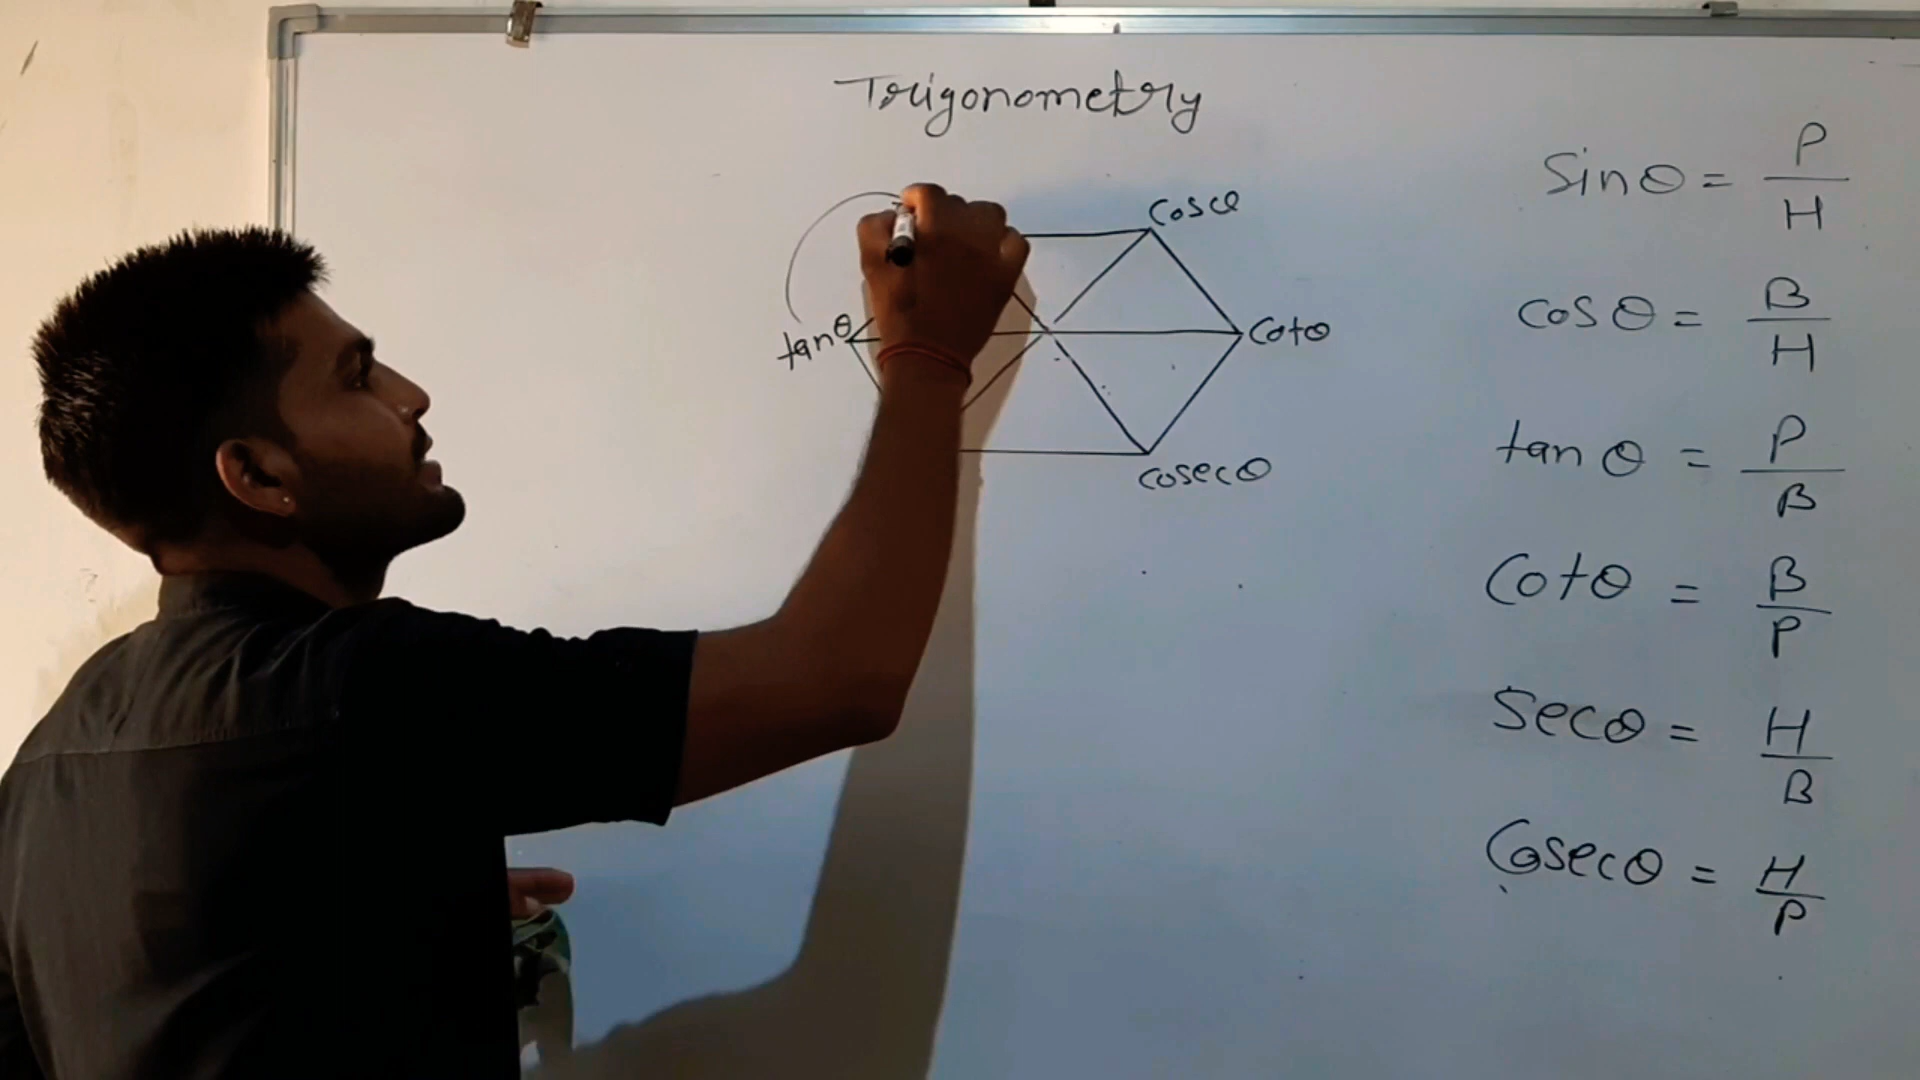 Trigonometry
cosθ
tanθ
cotθ
cosecθ
Sinθ = P/H
cosθ = B/H
tanθ = P/B
Cotθ = B/P
Secθ = H/B
Cosecθ = H/P